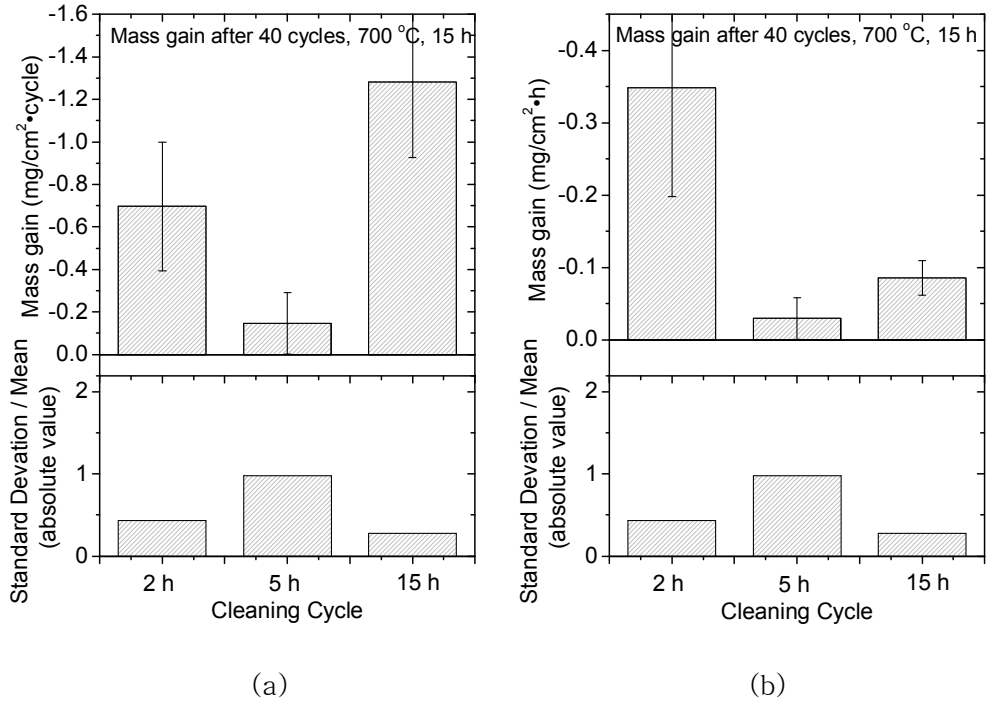 -1.6
-1.4
-1.2
-1.0
-0.8
-0.6
-0.4
-0.2
0.0
Mass gain (mg/cm²•cycle)
Mass gain after 40 cycles, 700 °C, 15 h
2
1
0
Standard Devation / Mean
(absolute value)
2 h 5 h 15 h
Cleaning Cycle
(a)
-0.4
-0.3
-0.2
-0.1
0.0
Mass gain (mg/cm²•h)
Mass gain after 40 cycles, 700 °C, 15 h
2
1
0
Standard Devation / Mean
(absolute value)
2 h 5 h 15 h
Cleaning Cycle
(b)